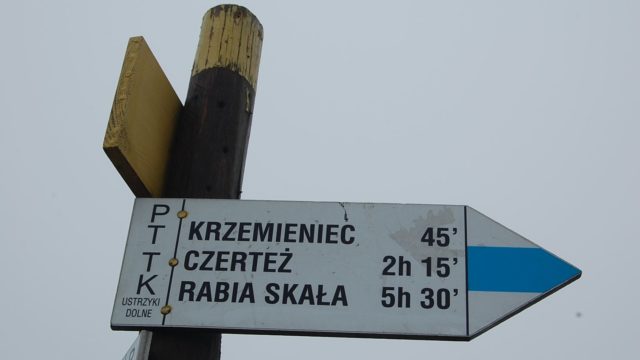 PTTK
USTRZYKI
DOLNE
KRZEMIENIEC 45'
CZERTEŻ 2h 15'
RABIA SKAŁA 5h 30'